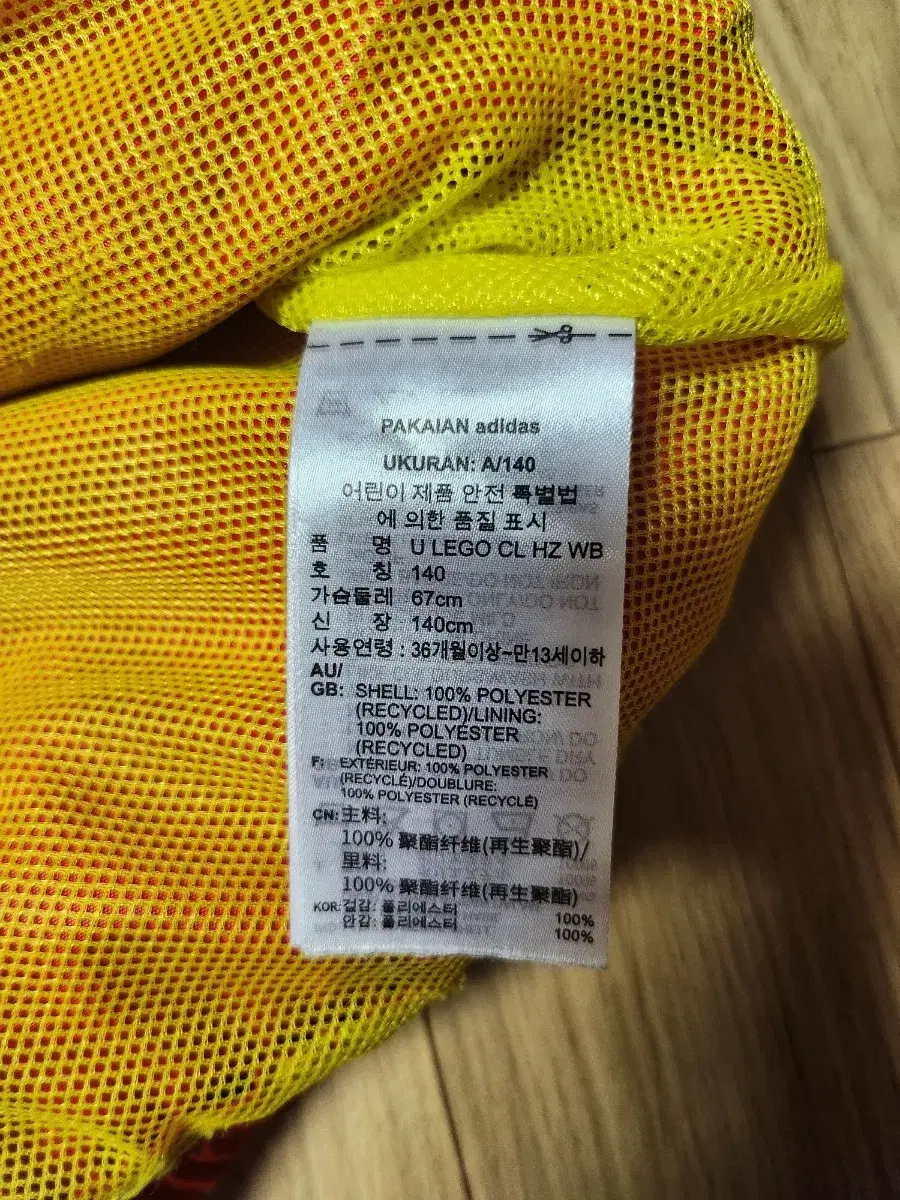 PAKAIAN adidas
UKURAN: A/140
어린이 제품 안전 특별법
에 의한 품질 표시
품 명 U LEGO CL HZ WB
호 칭 140
가슴둘레 67cm
신 장 140cm
사용연령 : 36개월이상~만13세이하
AU/
GB: SHELL: 100% POLYESTER
(RECYCLED)/LINING:
100% POLYESTER
(RECYCLED)
F: EXTÉRIEUR: 100% POLYESTER
(RECYCLÉ)/DOUBLURE:
100% POLYESTER (RECYCLÉ)
CN: 主料:
100% 聚酯纤维(再生聚酯)/
里料:
100% 聚酯纤维(再生聚酯)
KOR: 겉감: 폴리에스터 100%
안감: 폴리에스터 100%